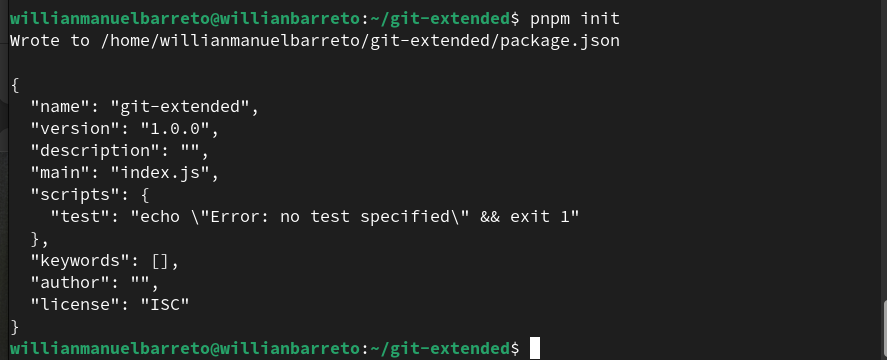 willianmanuelbarreto@willianbarreto:~/git-extended$ pnpm init
Wrote to /home/willianmanuelbarreto/git-extended/package.json
{
"name": "git-extended",
"version": "1.0.0",
"description": "",
"main": "index.js",
"scripts": {
"test": "echo \"Error: no test specified\" && exit 1"
},
"keywords": [],
"author": "",
"license": "ISC"
}
willianmanuelbarreto@willianbarreto:~/git-extended$